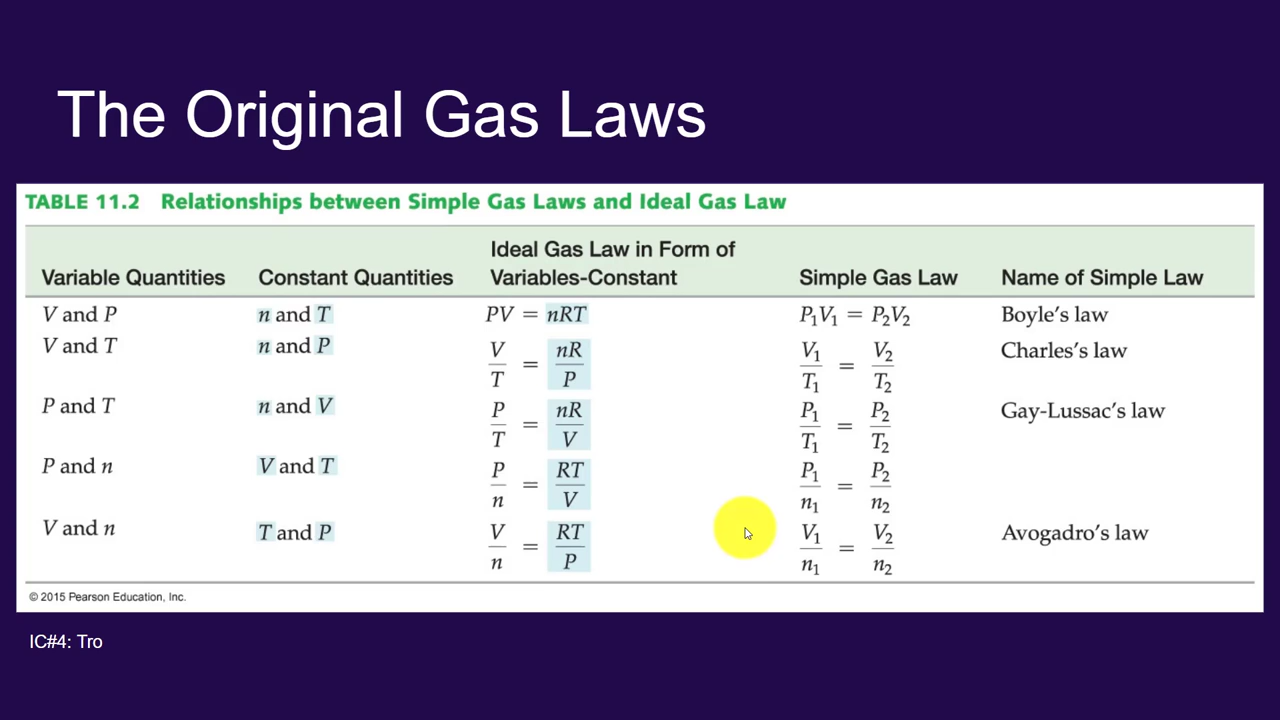 The Original Gas Laws
TABLE 11.2 Relationships between Simple Gas Laws and Ideal Gas Law
Variable Quantities Constant Quantities Ideal Gas Law in Form of Variables-Constant Simple Gas Law Name of Simple Law
V and P n and T PV = nRT P₁V₁ = P₂V₂ Boyle's law
V and T n and P V/T = nR/P V₁/T₁ = V₂/T₂ Charles's law
P and T n and V P/T = nR/V P₁/T₁ = P₂/T₂ Gay-Lussac's law
P and n V and T P/n = RT/V P₁/n₁ = P₂/n₂
V and n T and P V/n = RT/P V₁/n₁ = V₂/n₂ Avogadro's law
© 2015 Pearson Education, Inc.
IC#4: Tro